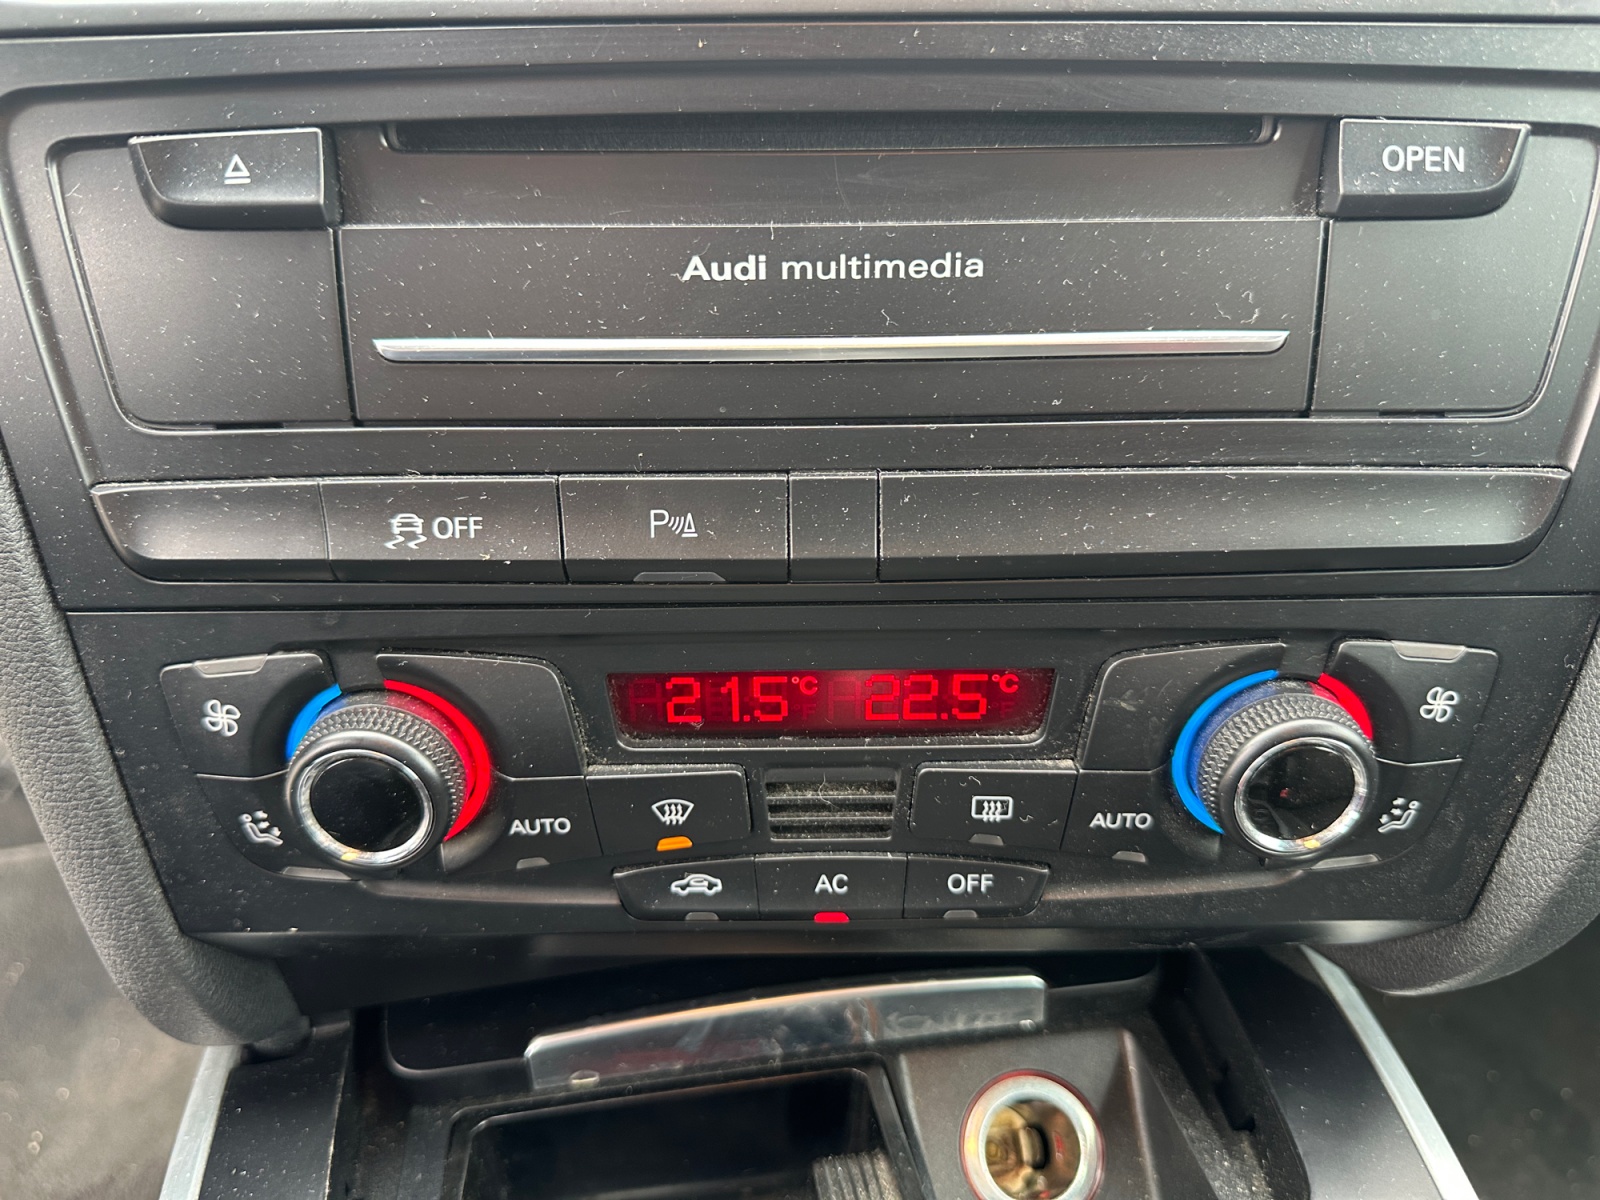 OPEN
Audi multimedia
OFF
P
21.5°C 22.5°C
AUTO
AUTO
AC
OFF